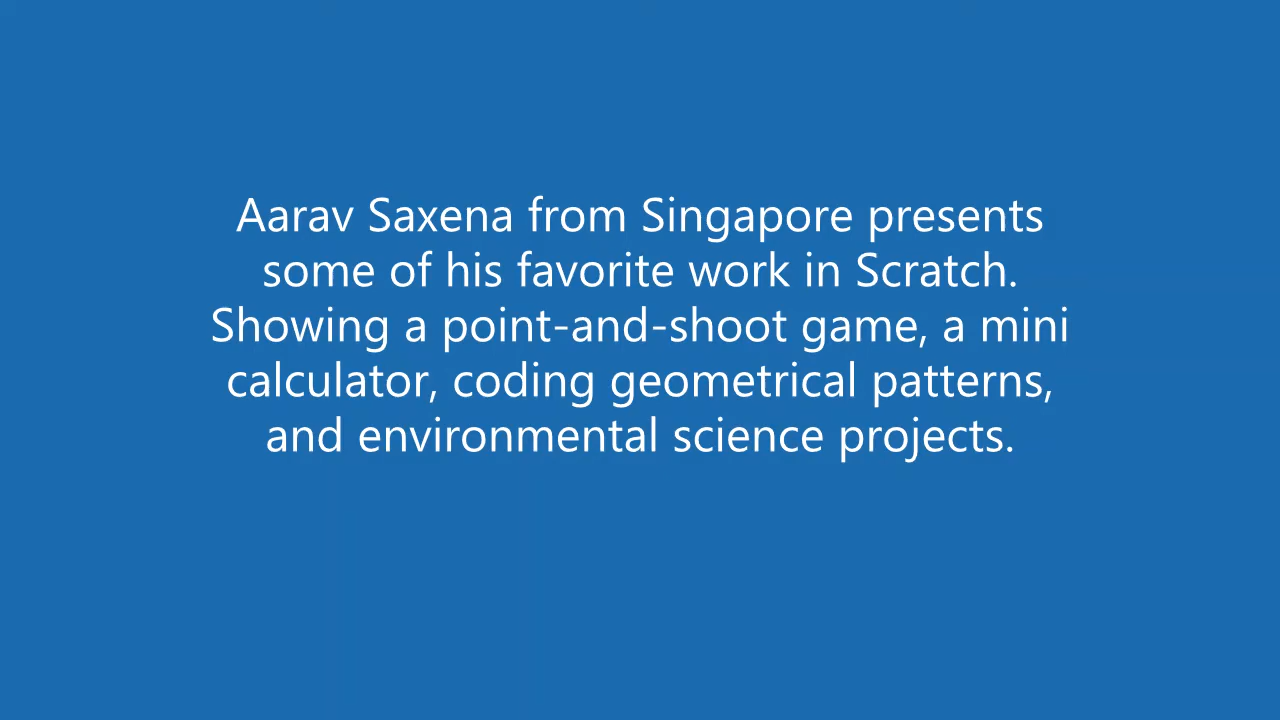 Aarav Saxena from Singapore presents
some of his favorite work in Scratch.
Showing a point-and-shoot game, a mini
calculator, coding geometrical patterns,
and environmental science projects.